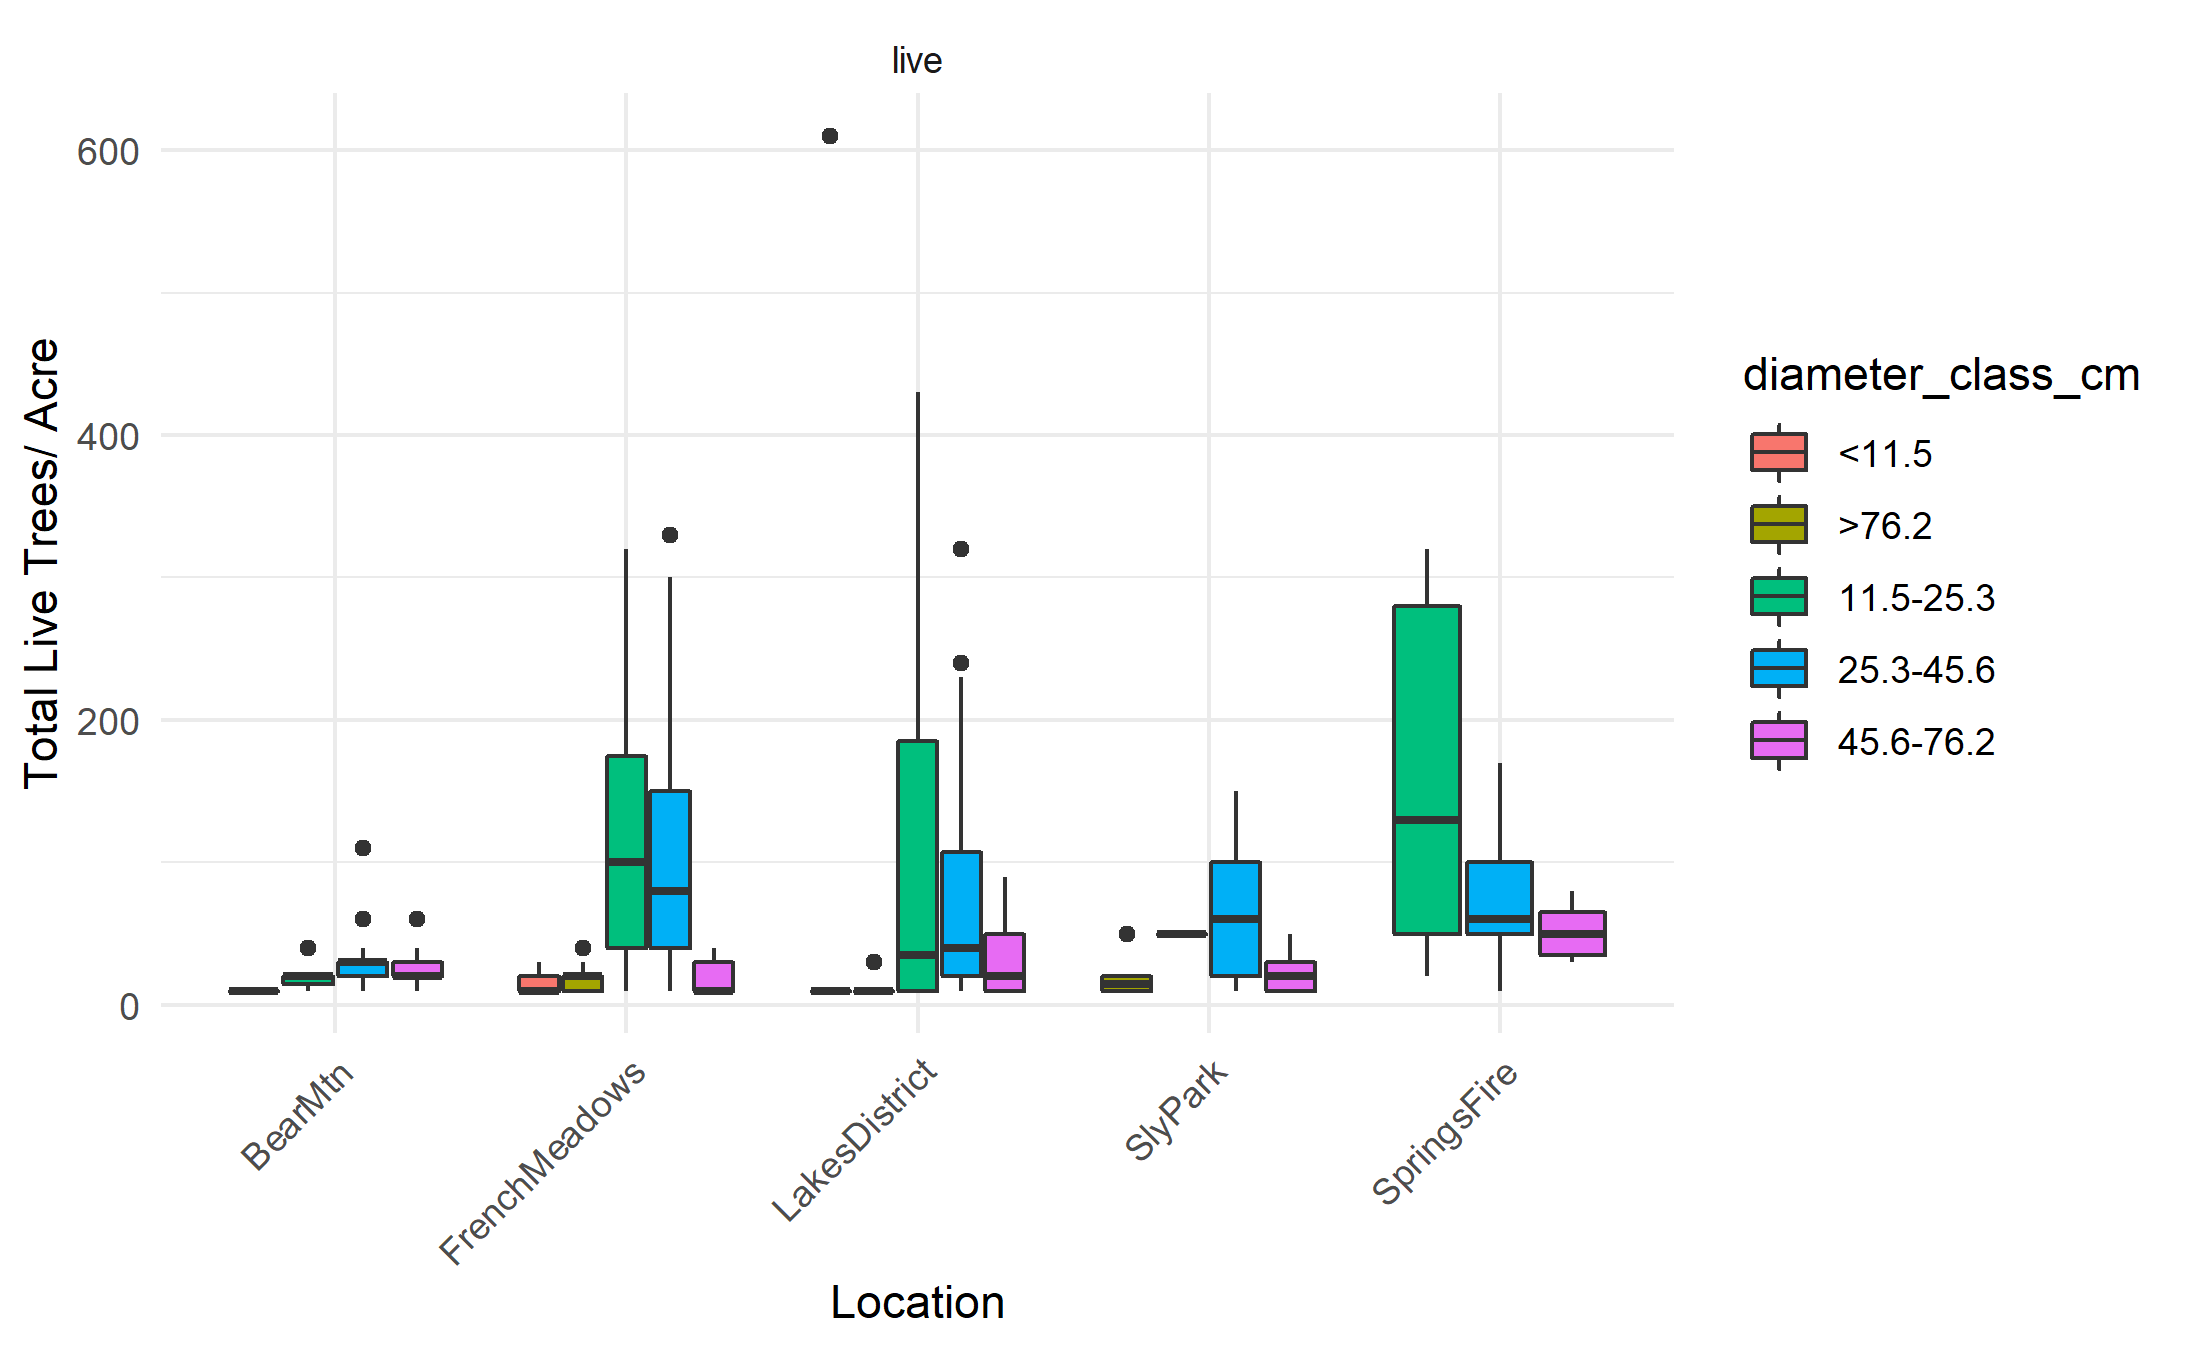 live
600
400
200
0
Total Live Trees/ Acre
BearMtn
FrenchMeadows
LakesDistrict
SlyPark
SpringsFire
Location
diameter_class_cm
<11.5
>76.2
11.5-25.3
25.3-45.6
45.6-76.2